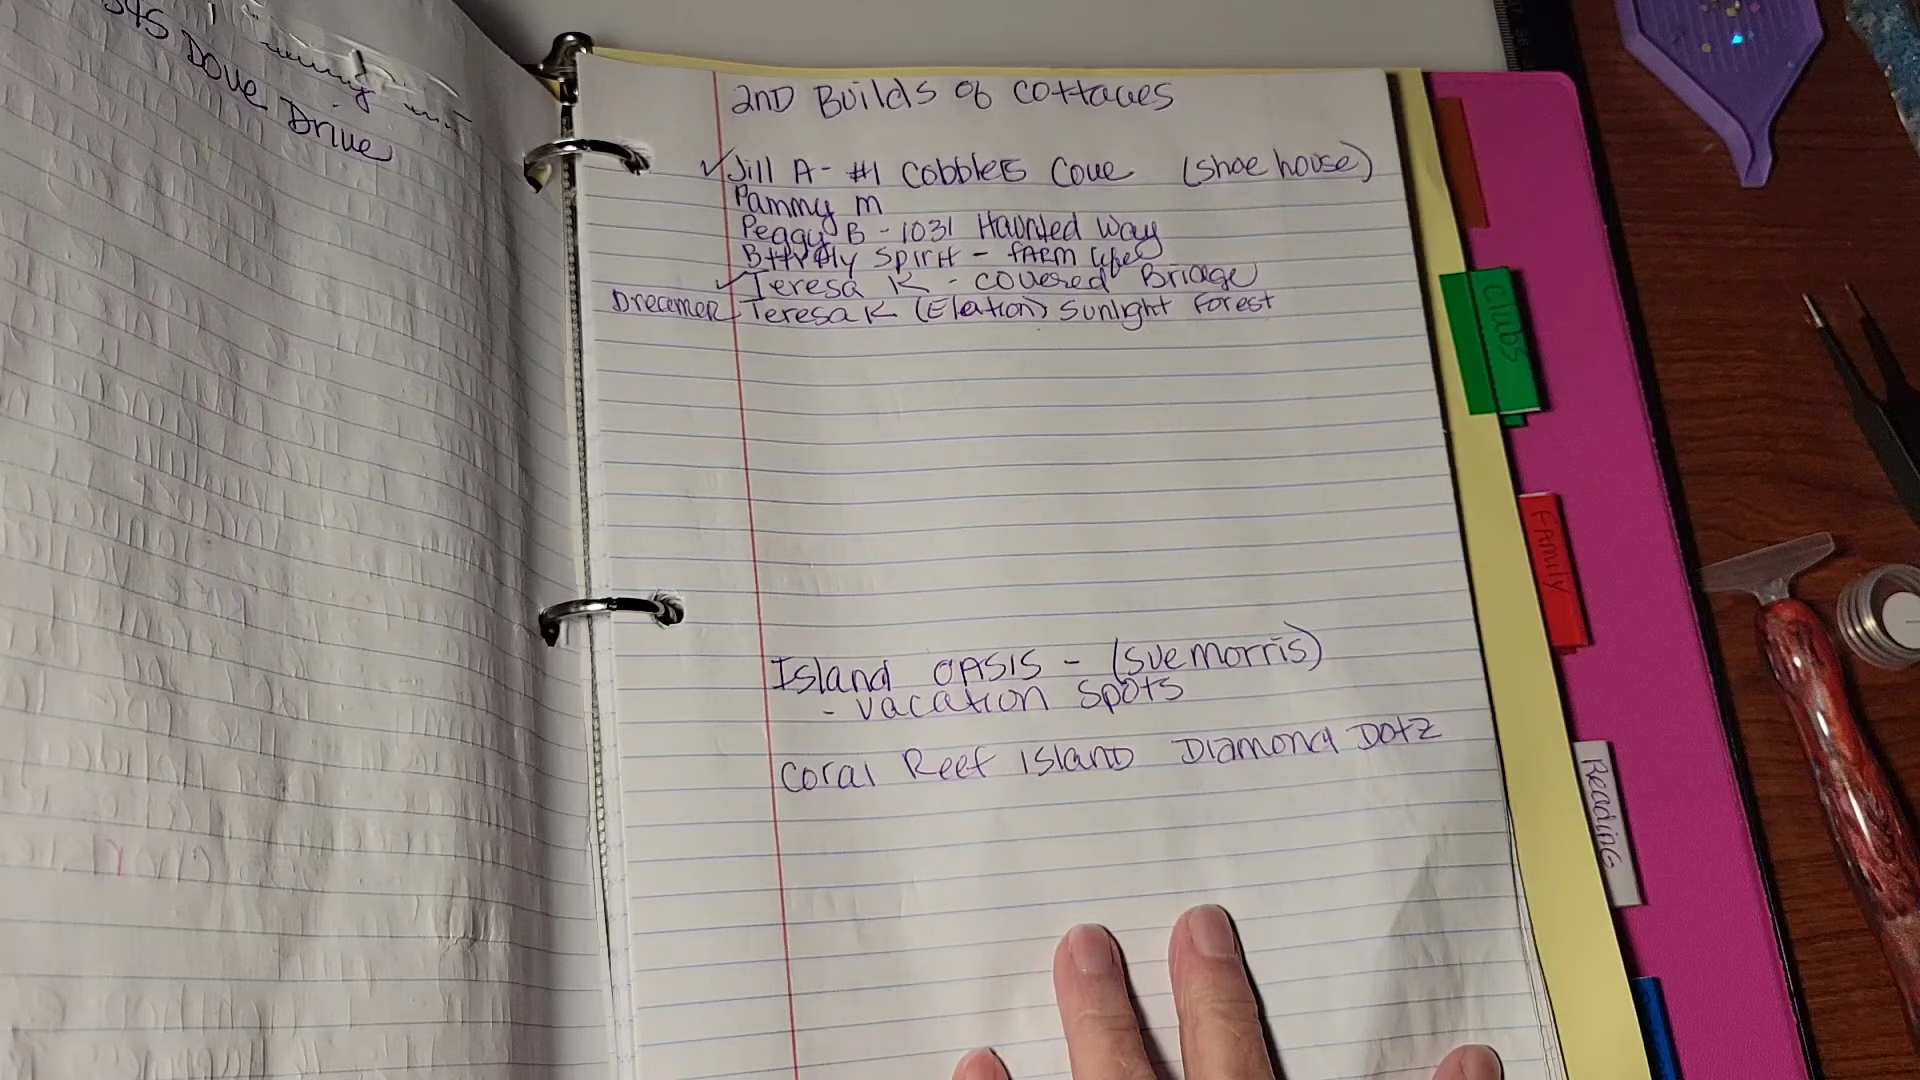 545 Dove Drive
2nD Builds of Cottages
✓ Jill A - #1 Cobblers Cove (Shoe house)
Pammy m
Peggy B - 1031 Haunted Way
Bttrfly Spirit - fARm life
✓ Teresa K - covered Bridge
Dreamer Teresa K (Elation) Sunlight Forest
Island OASIS - (Sue morris)
- Vacation Spots
Coral Reef Island Diamond Dotz
Clubs
FAmily
Reading